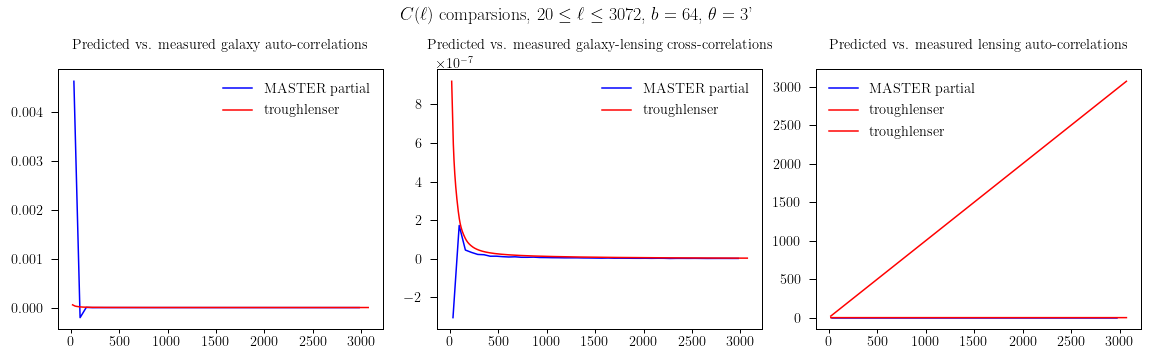 C(ℓ) comparsions, 20 ≤ ℓ ≤ 3072, b = 64, θ = 3’
Predicted vs. measured galaxy auto-correlations
MASTER partial
troughlenser
0.004
0.003
0.002
0.001
0.000
0 500 1000 1500 2000 2500 3000
Predicted vs. measured galaxy-lensing cross-correlations
×10⁻⁷
MASTER partial
troughlenser
8
6
4
2
0
−2
0 500 1000 1500 2000 2500 3000
Predicted vs. measured lensing auto-correlations
MASTER partial
troughlenser
troughlenser
3000
2500
2000
1500
1000
500
0
0 500 1000 1500 2000 2500 3000